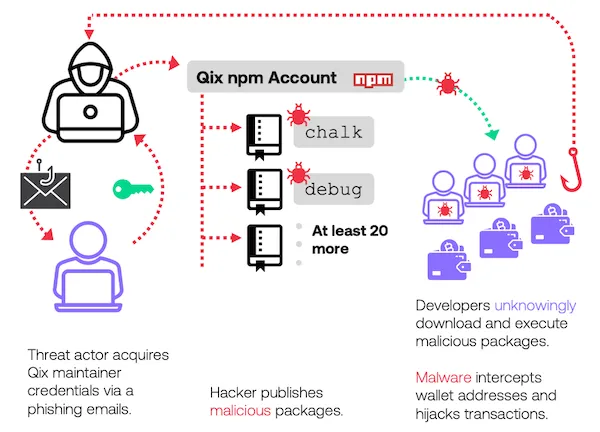 Qix npm Account
npm
chalk
debug
At least 20
more
Threat actor acquires
Qix maintainer
credentials via a
phishing emails.
Hacker publishes
malicious packages.
Developers unknowingly
download and execute
malicious packages.
Malware intercepts
wallet addresses and
hijacks transactions.